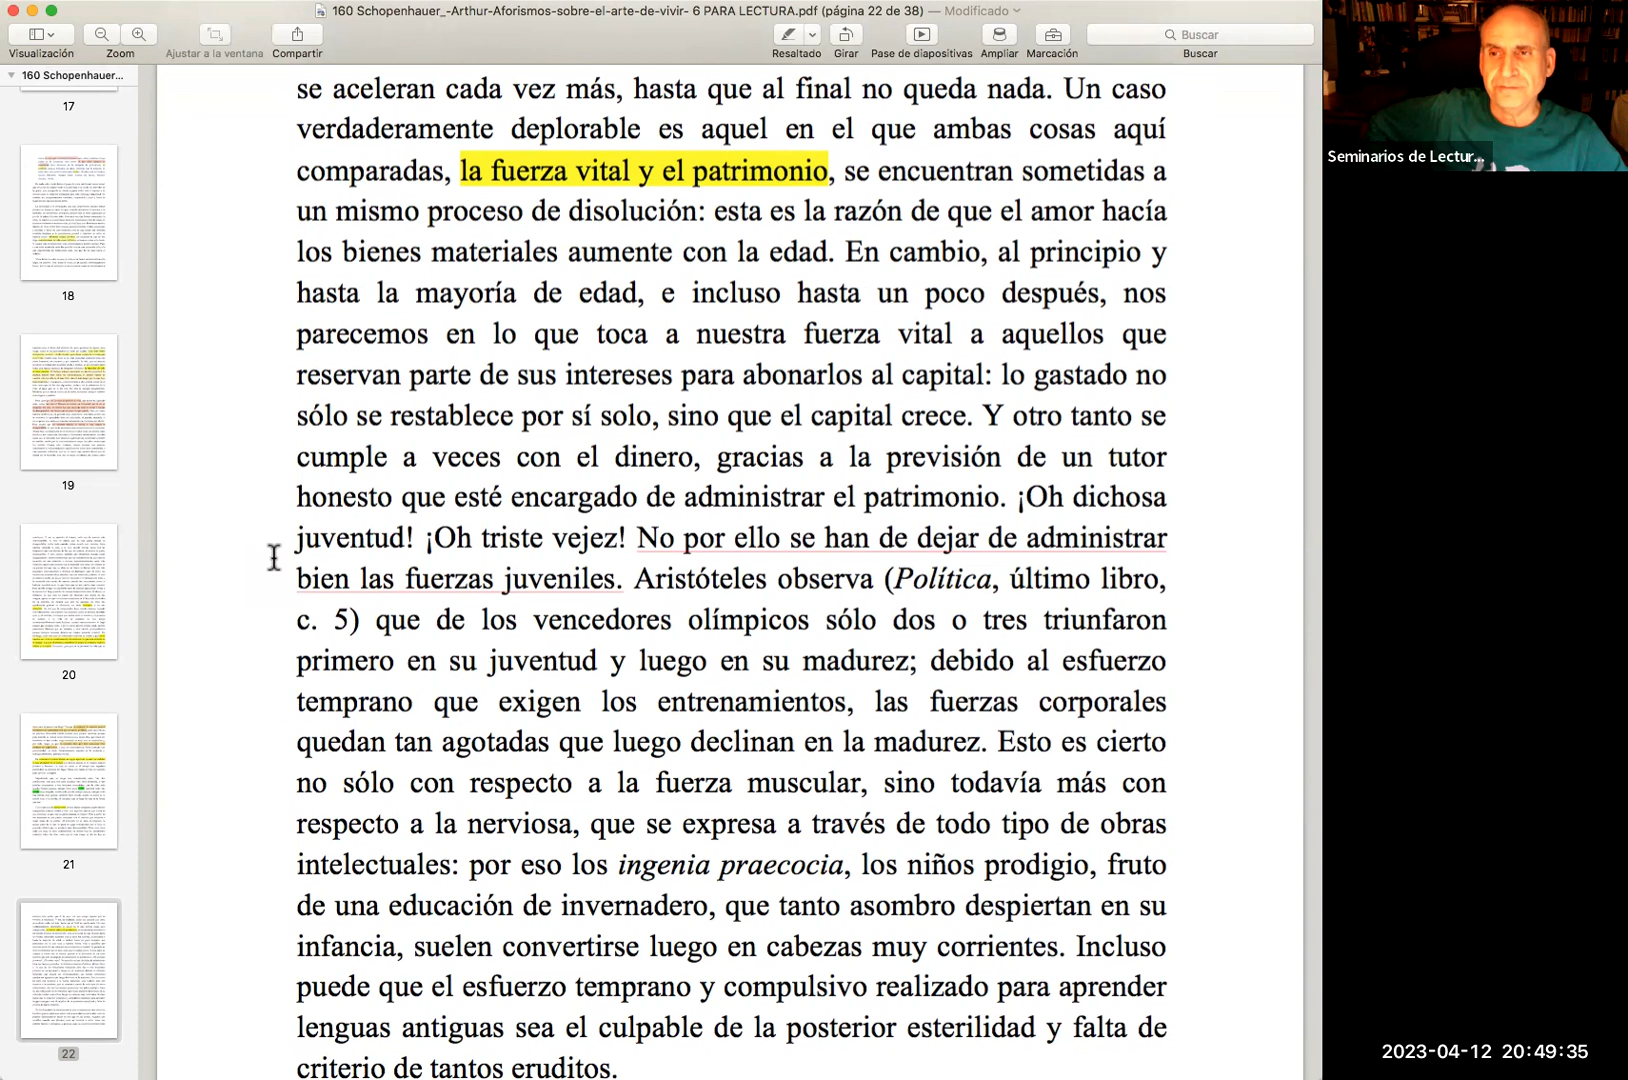 160 Schopenhauer_-Arthur-Aforismos-sobre-el-arte-de-vivir- 6 PARA LECTURA.pdf (página 22 de 38) — Modificado
Buscar
Visualización
Zoom
Ajustar a la ventana
Compartir
Resaltado
Girar
Pase de diapositivas
Ampliar
Marcación
Buscar
160 Schopenhauer...
17
18
19
20
21
22
se aceleran cada vez más, hasta que al final no queda nada. Un caso
verdaderamente deplorable es aquel en el que ambas cosas aquí
comparadas, la fuerza vital y el patrimonio, se encuentran sometidas a
un mismo proceso de disolución: esta es la razón de que el amor hacía
los bienes materiales aumente con la edad. En cambio, al principio y
hasta la mayoría de edad, e incluso hasta un poco después, nos
parecemos en lo que toca a nuestra fuerza vital a aquellos que
reservan parte de sus intereses para abonarlos al capital: lo gastado no
sólo se restablece por sí solo, sino que el capital crece. Y otro tanto se
cumple a veces con el dinero, gracias a la previsión de un tutor
honesto que esté encargado de administrar el patrimonio. ¡Oh dichosa
juventud! ¡Oh triste vejez! No por ello se han de dejar de administrar
bien las fuerzas juveniles. Aristóteles observa (Política, último libro,
c. 5) que de los vencedores olímpicos sólo dos o tres triunfaron
primero en su juventud y luego en su madurez; debido al esfuerzo
temprano que exigen los entrenamientos, las fuerzas corporales
quedan tan agotadas que luego declinan en la madurez. Esto es cierto
no sólo con respecto a la fuerza muscular, sino todavía más con
respecto a la nerviosa, que se expresa a través de todo tipo de obras
intelectuales: por eso los ingenia praecocia, los niños prodigio, fruto
de una educación de invernadero, que tanto asombro despiertan en su
infancia, suelen convertirse luego en cabezas muy corrientes. Incluso
puede que el esfuerzo temprano y compulsivo realizado para aprender
lenguas antiguas sea el culpable de la posterior esterilidad y falta de
criterio de tantos eruditos.
Seminarios de Lectur...
2023-04-12 20:49:35